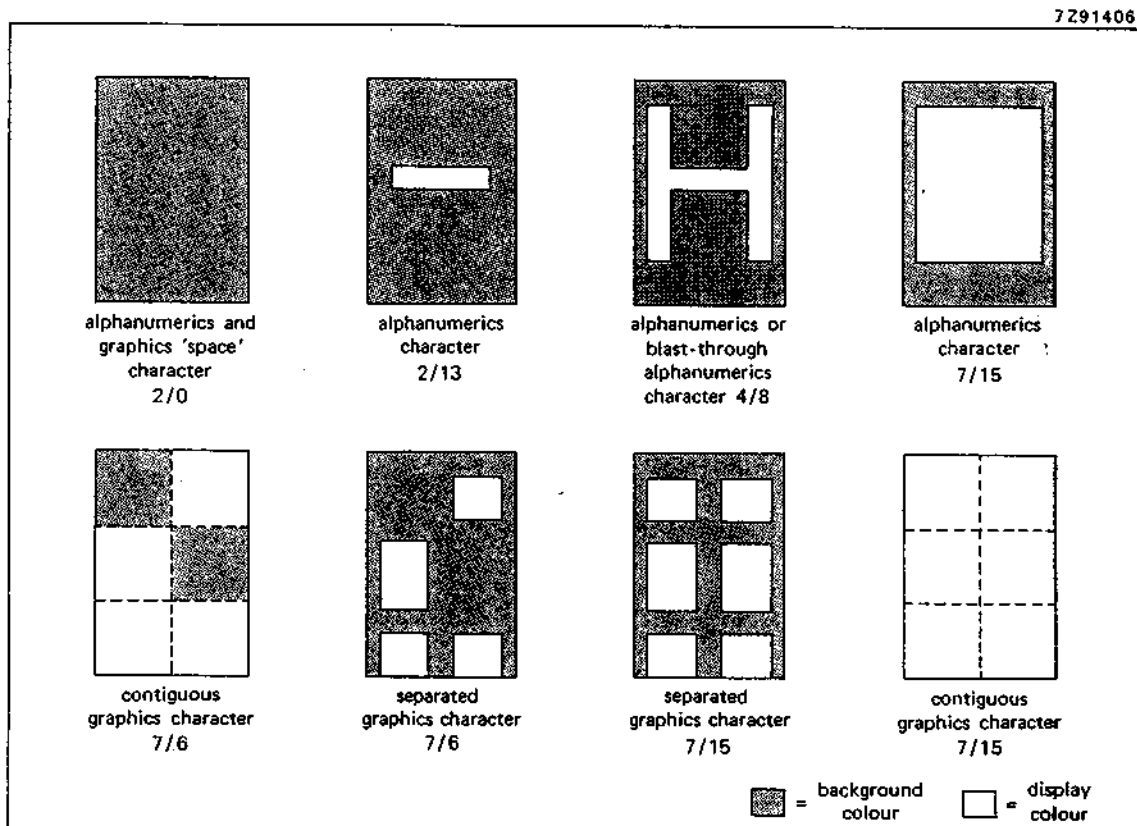 7Z91406
alphanumerics and
graphics 'space'
character
2/0
alphanumerics
character
2/13
alphanumerics or
blast-through
alphanumerics
character 4/8
alphanumerics
character
7/15
contiguous
graphics character
7/6
separated
graphics character
7/6
separated
graphics character
7/15
contiguous
graphics character
7/15
= background
colour
= display
colour